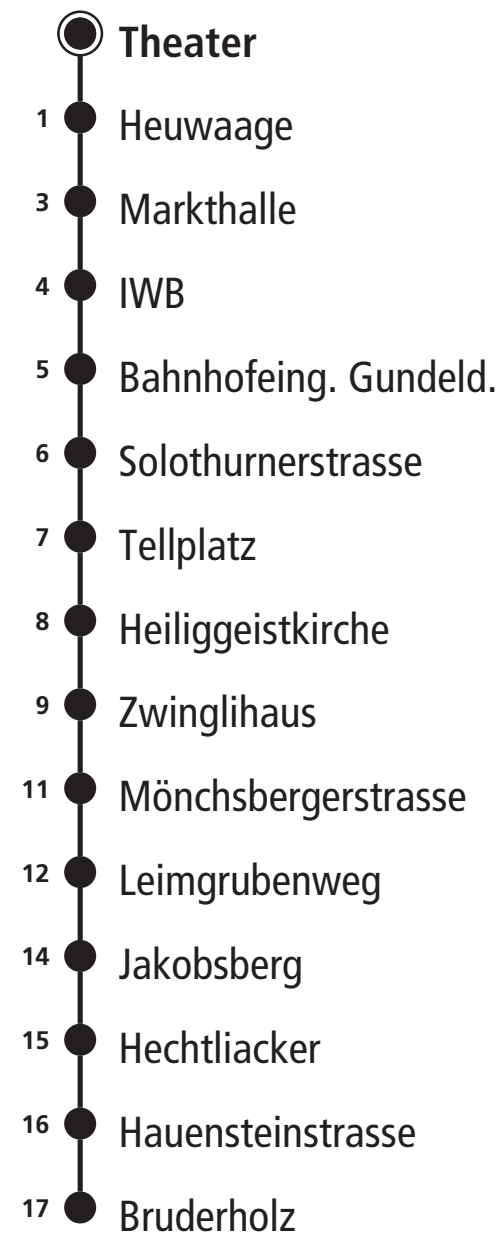 Theater
1 Heuwaage
3 Markthalle
4 IWB
5 Bahnhofeing. Gundeld.
6 Solothurnerstrasse
7 Tellplatz
8 Heiliggeistkirche
9 Zwinglihaus
11 Mönchsbergerstrasse
12 Leimgrubenweg
14 Jakobsberg
15 Hechtliacker
16 Hauensteinstrasse
17 Bruderholz